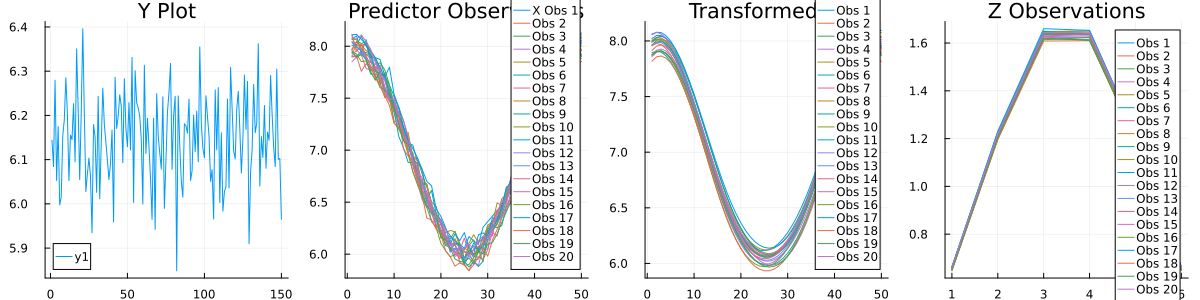 Y Plot
6.4
6.3
6.2
6.1
6.0
5.9
y1
0
50
100
150
Predictor Obser
8.0
7.5
7.0
6.5
6.0
0
10
20
30
40
50
X Obs 1
Obs 2
Obs 3
Obs 4
Obs 5
Obs 6
Obs 7
Obs 8
Obs 9
Obs 10
Obs 11
Obs 12
Obs 13
Obs 14
Obs 15
Obs 16
Obs 17
Obs 18
Obs 19
Obs 20
Transformed
8.0
7.5
7.0
6.5
6.0
0
10
20
30
40
50
Obs 1
Obs 2
Obs 3
Obs 4
Obs 5
Obs 6
Obs 7
Obs 8
Obs 9
Obs 10
Obs 11
Obs 12
Obs 13
Obs 14
Obs 15
Obs 16
Obs 17
Obs 18
Obs 19
Obs 20
Z Observations
1.6
1.4
1.2
1.0
0.8
1
2
3
4
Obs 1
Obs 2
Obs 3
Obs 4
Obs 5
Obs 6
Obs 7
Obs 8
Obs 9
Obs 10
Obs 11
Obs 12
Obs 13
Obs 14
Obs 15
Obs 16
Obs 17
Obs 18
Obs 19
Obs 20